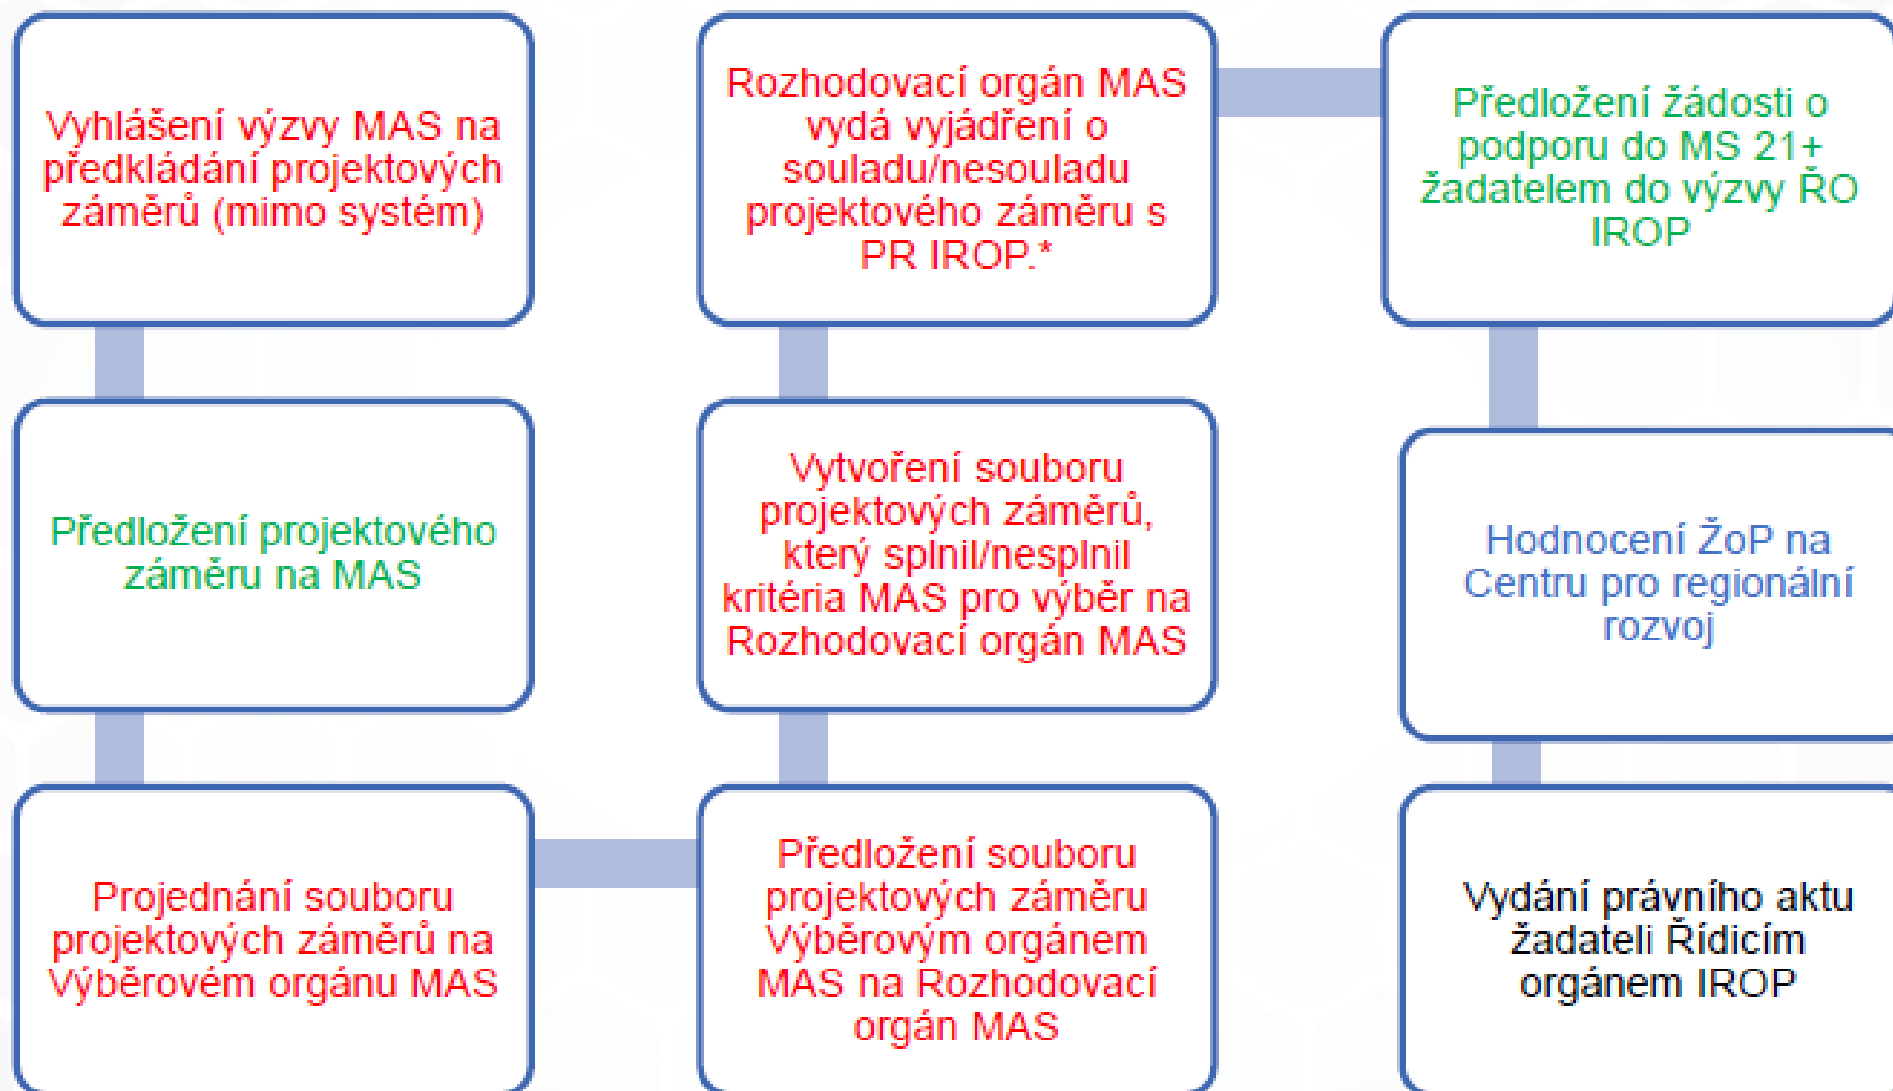 Vyhlášení výzvy MAS na
předkládání projektových
záměrů (mimo systém)
Předložení projektového
záměru na MAS
Projednání souboru
projektových záměrů na
Výběrovém orgánu MAS
Předložení souboru
projektových záměru
Výběrovým orgánem
MAS na Rozhodovací
orgán MAS
Vytvoření souboru
projektových záměrů,
který splnil/nesplnil
kritéria MAS pro výběr na
Rozhodovací orgán MAS
Rozhodovací orgán MAS
vydá vyjádření o
souladu/nesouladu
projektového záměru s
PR IROP.*
Předložení žádosti o
podporu do MS 21+
žadatelem do výzvy ŘO
IROP
Hodnocení ŽoP na
Centru pro regionální
rozvoj
Vydání právního aktu
žadateli Řídicím
orgánem IROP